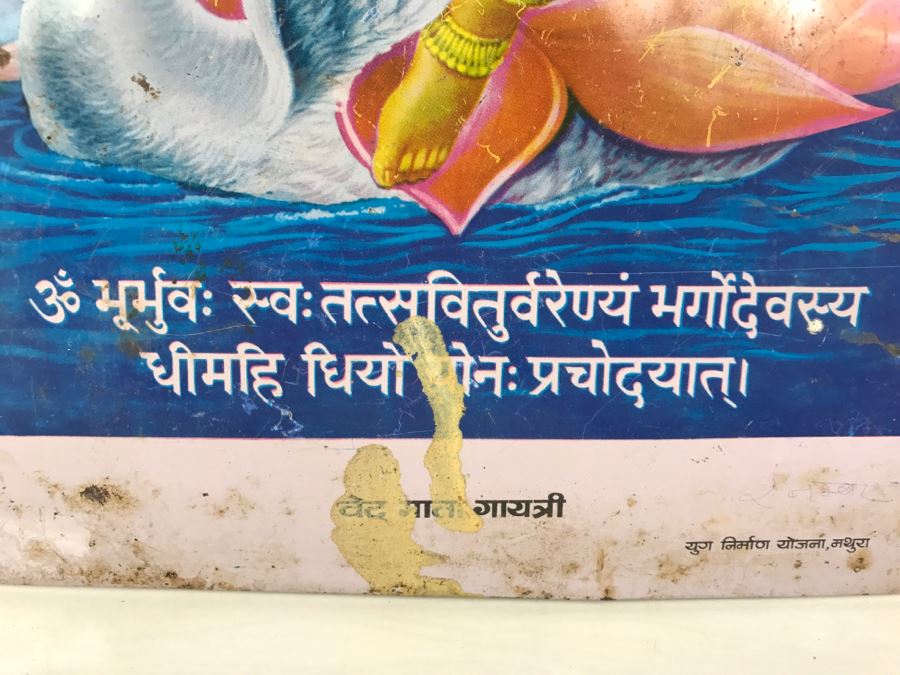 ॐ भूर्भुवः स्वः तत्सवितुर्वरेण्यं भर्गोदेवस्य
धीमहि धियो योनः प्रचोदयात्।
वेद माता गायत्री
युग निर्माण योजना, मथुरा